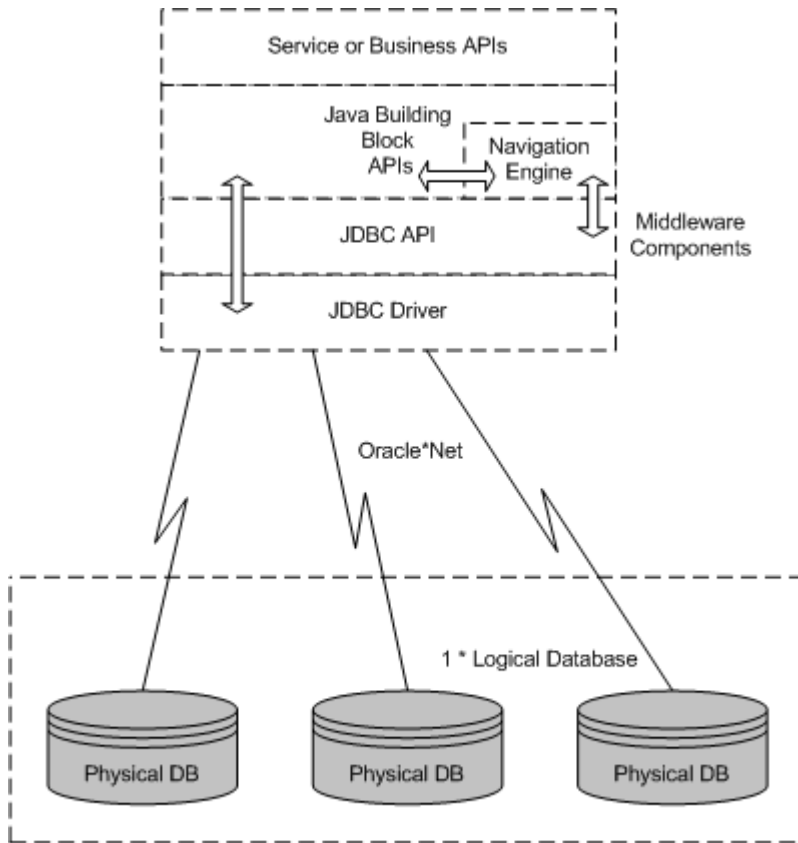 Service or Business APIs
Java Building
Block
APIs
Navigation
Engine
JDBC API
Middleware
Components
JDBC Driver
Oracle*Net
1 * Logical Database
Physical DB
Physical DB
Physical DB